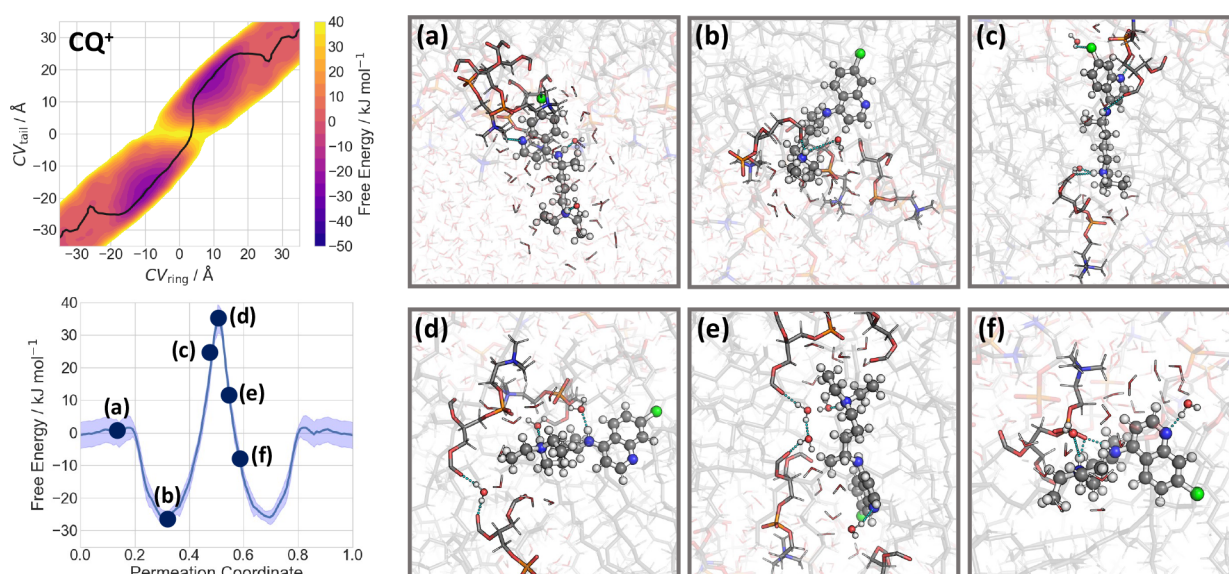 CQ⁺
CV_tail / Å
30
20
10
0
−10
−20
−30
−30 −20 −10 0 10 20 30
CV_ring / Å
40
30
20
10
0
−10
−20
−30
−40
−50
Free Energy / kJ mol⁻¹
Free Energy / kJ mol⁻¹
40
30
20
10
0
−10
−20
−30
(a)
(b)
(c)
(d)
(e)
(f)
0.0 0.2 0.4 0.6 0.8 1.0
Permeation Coordinate
(a)
(b)
(c)
(d)
(e)
(f)